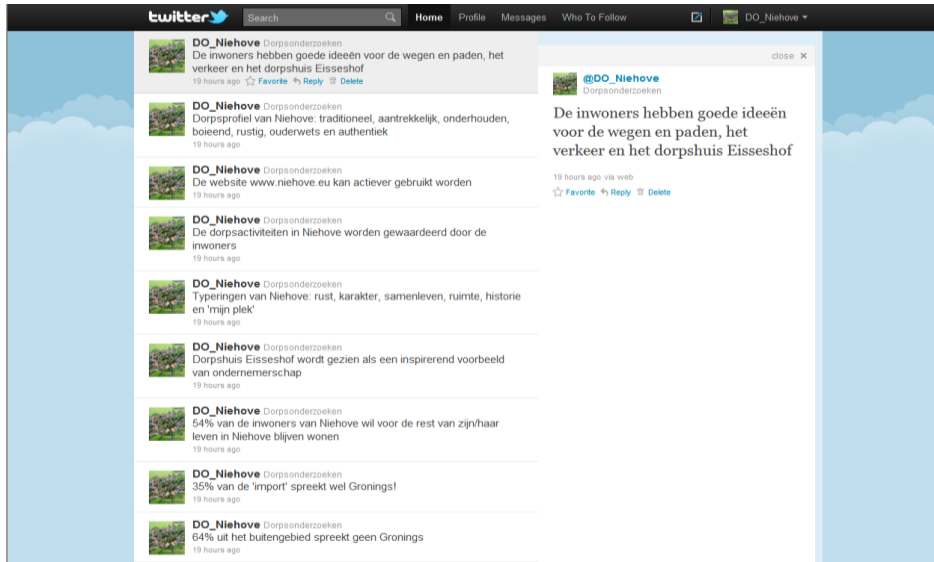 twitter
Search
Home Profile Messages Who To Follow
DO_Niehove
DO_Niehove Dorpsonderzoeken
De inwoners hebben goede ideeën voor de wegen en paden, het
verkeer en het dorpshuis Eisseshof
19 hours ago Favorite Reply Delete
DO_Niehove Dorpsonderzoeken
Dorpsprofiel van Niehove: traditioneel, aantrekkelijk, onderhouden,
boieend, rustig, ouderwets en authentiek
19 hours ago
DO_Niehove Dorpsonderzoeken
De website www.niehove.eu kan actiever gebruikt worden
19 hours ago
DO_Niehove Dorpsonderzoeken
De dorpsactiviteiten in Niehove worden gewaardeerd door de
inwoners
19 hours ago
DO_Niehove Dorpsonderzoeken
Typeringen van Niehove: rust, karakter, samenleven, ruimte, historie
en 'mijn plek'
19 hours ago
DO_Niehove Dorpsonderzoeken
Dorpshuis Eisseshof wordt gezien als een inspirerend voorbeeld
van ondernemerschap
19 hours ago
DO_Niehove Dorpsonderzoeken
54% van de inwoners van Niehove wil voor de rest van zijn/haar
leven in Niehove blijven wonen
19 hours ago
DO_Niehove Dorpsonderzoeken
35% van de 'import' spreekt wel Gronings!
19 hours ago
DO_Niehove Dorpsonderzoeken
64% uit het buitengebied spreekt geen Gronings
19 hours ago
close ×
@DO_Niehove
Dorpsonderzoeken
De inwoners hebben goede ideeën
voor de wegen en paden, het
verkeer en het dorpshuis Eisseshof
19 hours ago via web
Favorite Reply Delete